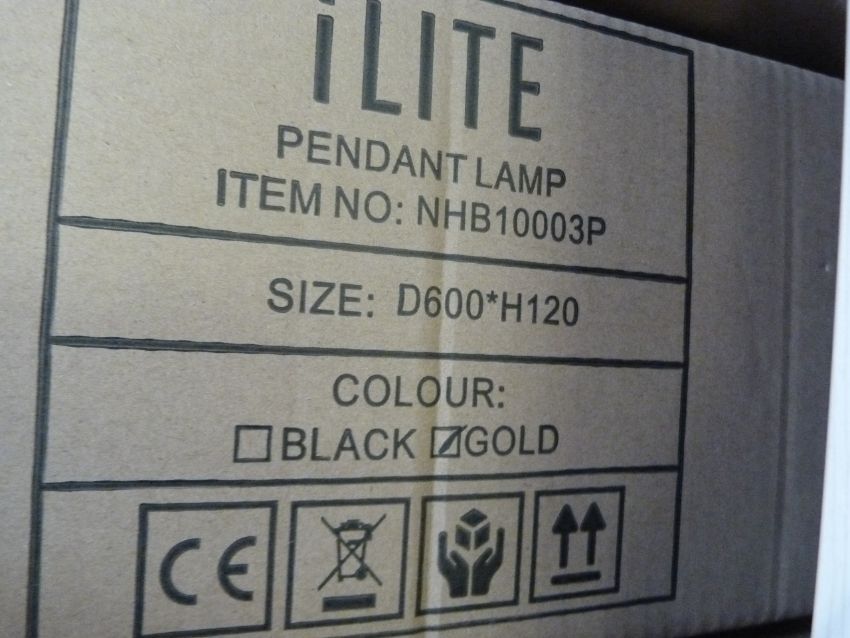 iLITE
PENDANT LAMP
ITEM NO: NHB10003P
SIZE: D600*H120
COLOUR:
☐BLACK ☑GOLD
CE